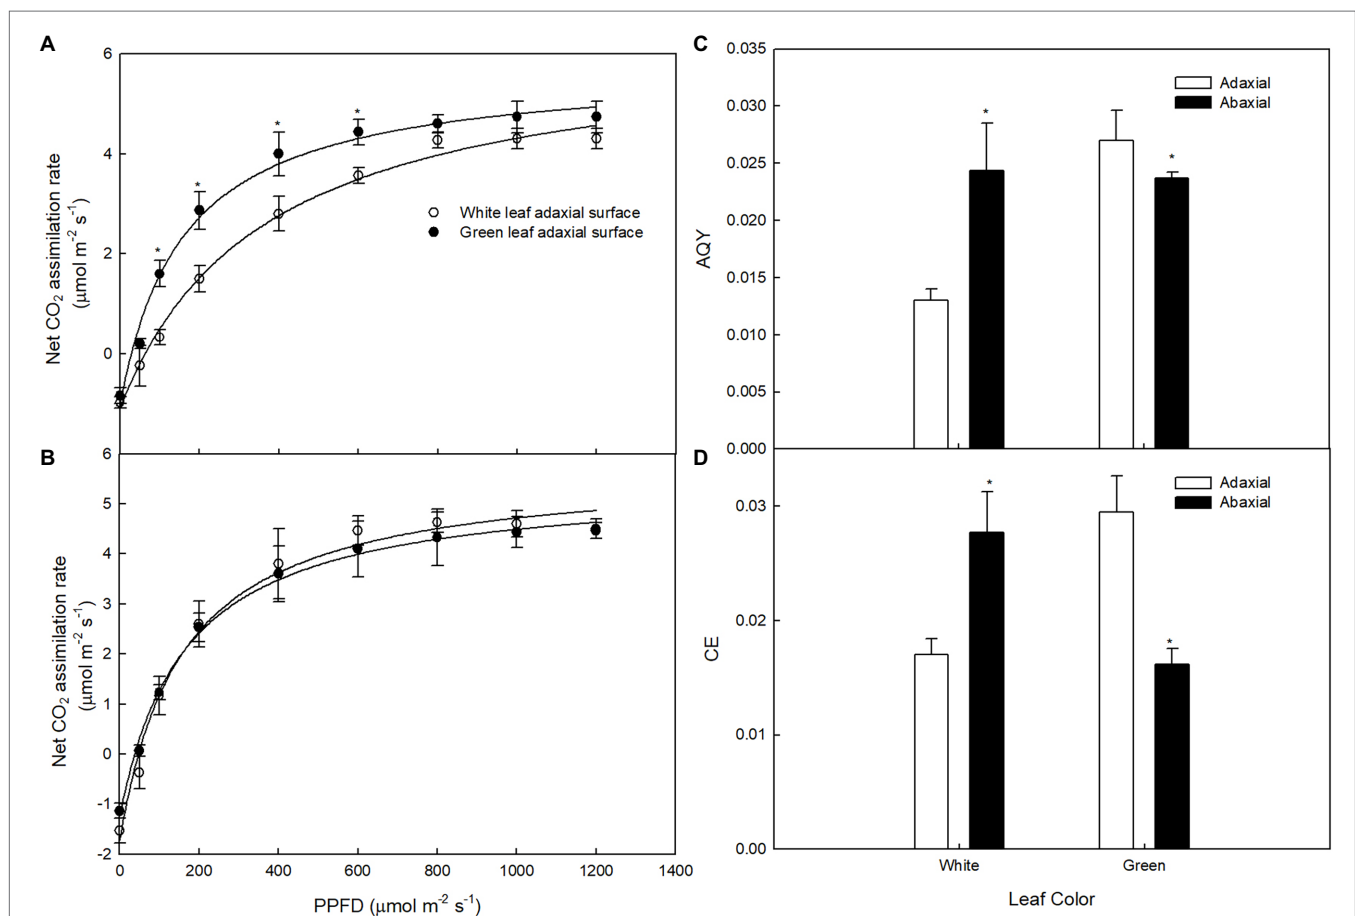 A
6
4
2
0
Net CO2 assimilation rate
(μmol m-2 s-1)
*
*
*
*
White leaf adaxial surface
Green leaf adaxial surface
B
6
5
4
3
2
1
0
-1
-2
Net CO2 assimilation rate
(μmol m-2 s-1)
0 200 400 600 800 1000 1200 1400
PPFD (μmol m-2 s-1)
C
0.035
0.030
0.025
0.020
0.015
0.010
0.005
0.000
AQY
Adaxial
Abaxial
*
*
D
0.03
0.02
0.01
0.00
CE
Adaxial
Abaxial
*
*
White Green
Leaf Color